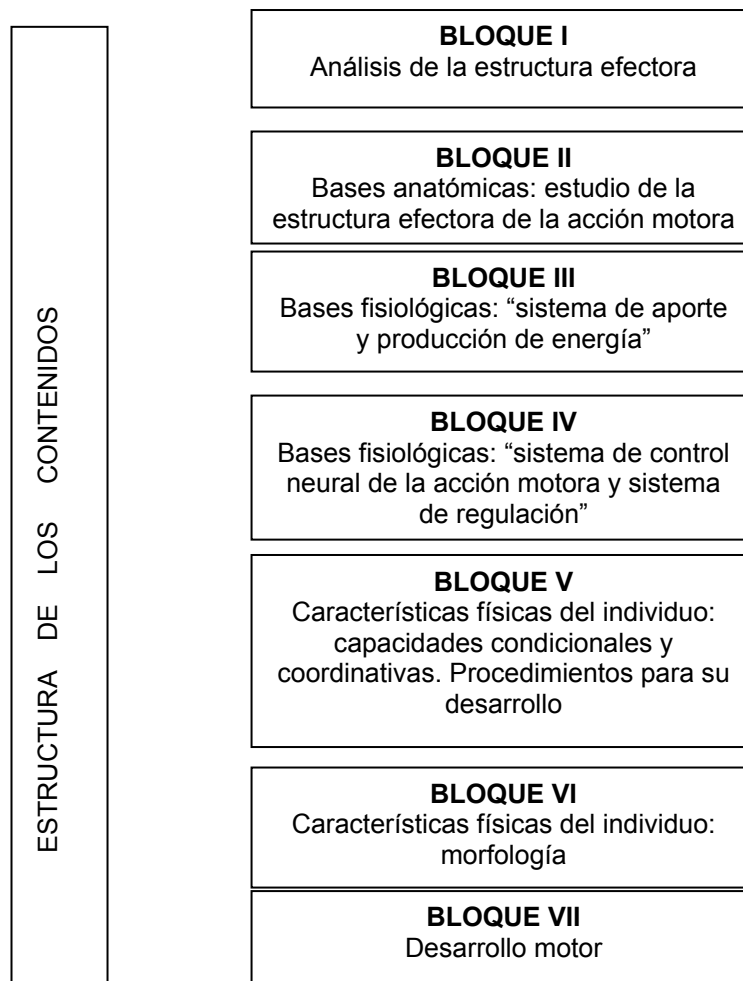 ESTRUCTURA DE LOS CONTENIDOS
BLOQUE I
Análisis de la estructura efectora
BLOQUE II
Bases anatómicas: estudio de la
estructura efectora de la acción motora
BLOQUE III
Bases fisiológicas: “sistema de aporte
y producción de energía”
BLOQUE IV
Bases fisiológicas: “sistema de control
neural de la acción motora y sistema
de regulación”
BLOQUE V
Características físicas del individuo:
capacidades condicionales y
coordinativas. Procedimientos para su
desarrollo
BLOQUE VI
Características físicas del individuo:
morfología
BLOQUE VII
Desarrollo motor